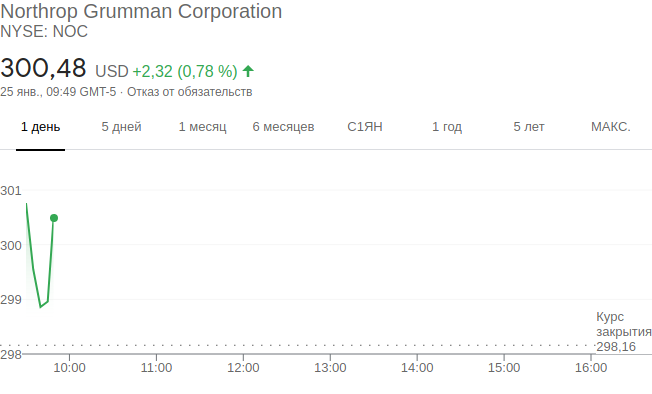 Northrop Grumman Corporation
NYSE: NOC
300,48 USD +2,32 (0,78 %)
25 янв., 09:49 GMT-5 · Отказ от обязательств
1 день 5 дней 1 месяц 6 месяцев С1ЯН 1 год 5 лет МАКС.
301
300
299
Курс
закрытия
298,16
298
10:00 11:00 12:00 13:00 14:00 15:00 16:00